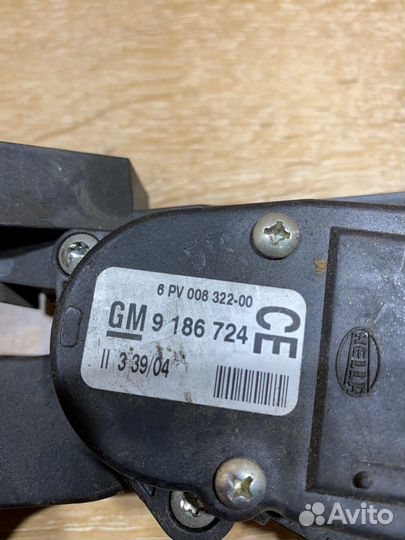 6 PV 008 322-00
GM 9 186 724 CE
II 3 39/04
HELLA
Avito